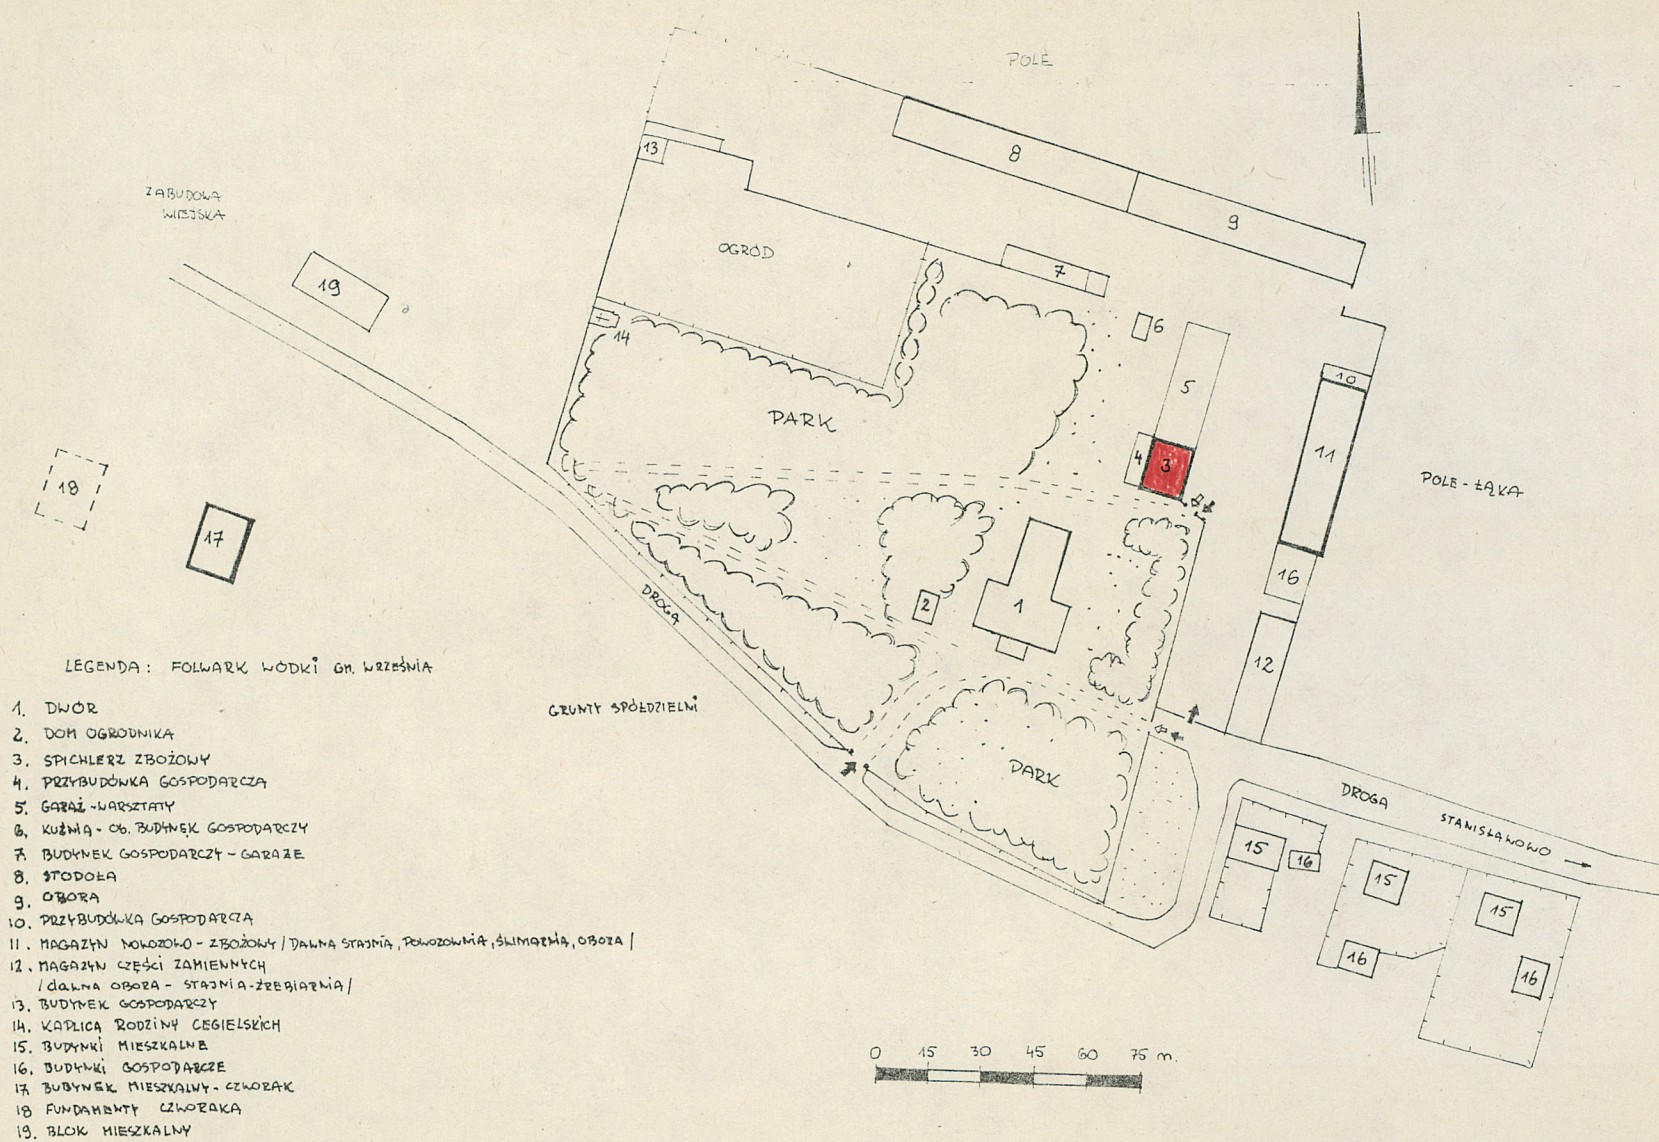 POLE
8
13
ZABUDOWA
WIEJSKA
9
OGRÓD
7
19
6
14
5
10
PARK
4
3
11
18
POLE-ŁĄKA
17
16
DROGA
2
1
12
LEGENDA: FOLWARK WÓDKI GM. WRZEŚNIA
GRUNTY SPÓŁDZIELNI
PARK
DROGA
STANISŁAWOWO
15
16
15
15
16
16
1. DWÓR
2. DOM OGRODNIKA
3. SPICHLERZ ZBOŻOWY
4. PRZYBUDÓWKA GOSPODARCZA
5. GARAŻ-WARSZTATY
6. KUŹNIA - OB. BUDYNEK GOSPODARCZY
7. BUDYNEK GOSPODARCZY - GARAŻE
8. STODOŁA
9. OBORA
10. PRZYBUDÓWKA GOSPODARCZA
11. MAGAZYN NAWOZOWO - ZBOŻOWY / DAWNA STAJNIA, POWOZOWNIA, ŚWINIARNIA, OBORA /
12. MAGAZYN CZĘŚCI ZAMIENNYCH
/ DAWNA OBORA - STAJNIA-ŹREBIARNIA /
13. BUDYNEK GOSPODARCZY
14. KAPLICA RODZINY CEGIELSKICH
15. BUDYNKI MIESZKALNE
16. BUDYNKI GOSPODARCZE
17 BUDYNEK MIESZKALNY - CZWORAK
18 FUNDAMENTY CZWORAKA
19. BLOK MIESZKALNY
0 15 30 45 60 75 m.